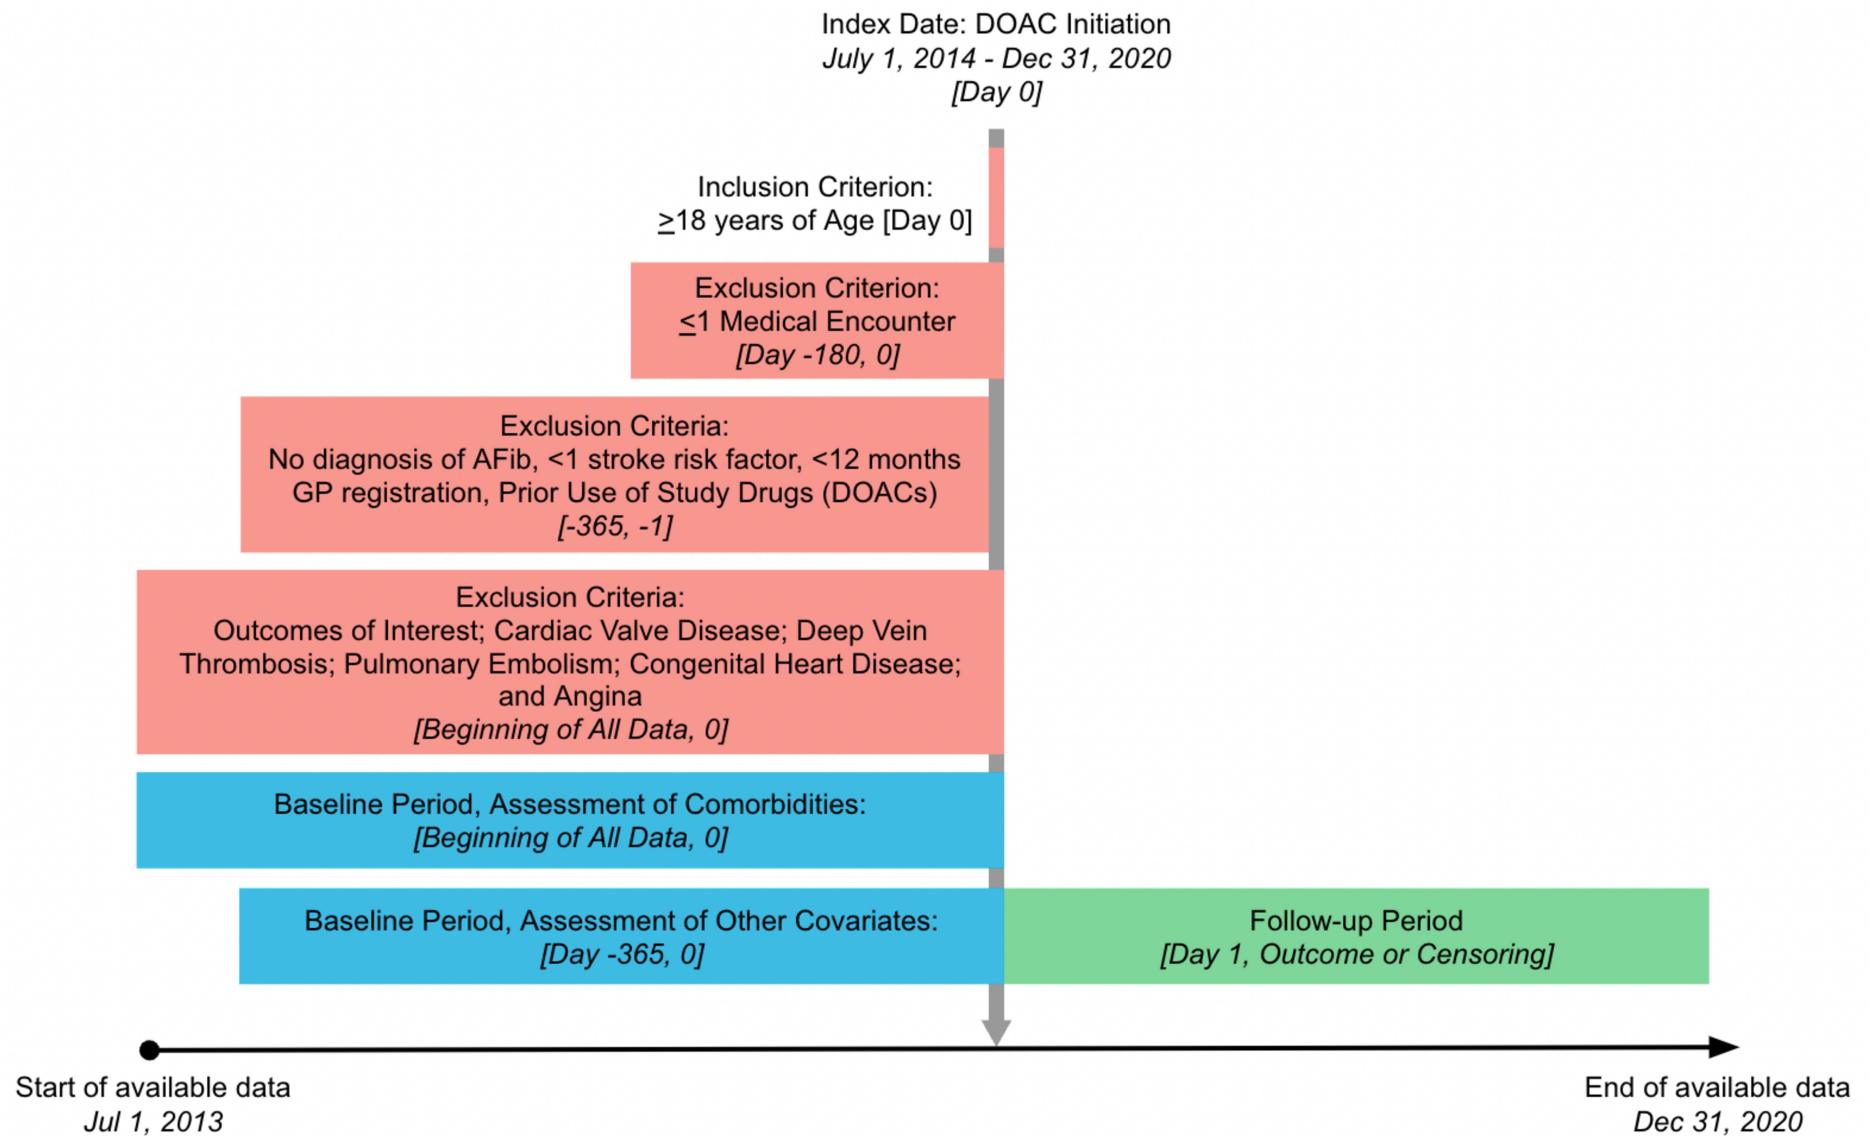 Index Date: DOAC Initiation
July 1, 2014 - Dec 31, 2020
[Day 0]
Inclusion Criterion:
≥18 years of Age [Day 0]
Exclusion Criterion:
≤1 Medical Encounter
[Day -180, 0]
Exclusion Criteria:
No diagnosis of AFib, <1 stroke risk factor, <12 months
GP registration, Prior Use of Study Drugs (DOACs)
[-365, -1]
Exclusion Criteria:
Outcomes of Interest; Cardiac Valve Disease; Deep Vein
Thrombosis; Pulmonary Embolism; Congenital Heart Disease;
and Angina
[Beginning of All Data, 0]
Baseline Period, Assessment of Comorbidities:
[Beginning of All Data, 0]
Baseline Period, Assessment of Other Covariates:
[Day -365, 0]
Follow-up Period
[Day 1, Outcome or Censoring]
Start of available data
Jul 1, 2013
End of available data
Dec 31, 2020